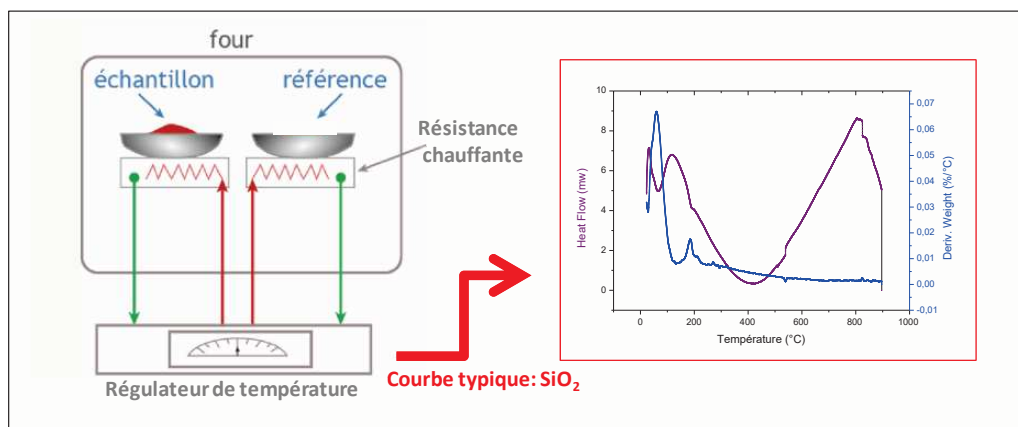 four
échantillon
référence
Résistance
chauffante
Régulateur de température
Courbe typique: SiO₂
Heat Flow (mw)
10
8
6
4
2
0
0
200
400
600
800
1000
Température (°C)
0,07
0,06
0,05
0,04
0,03
0,02
0,01
0,00
-0,01
Deriv. Weight (%/°C)